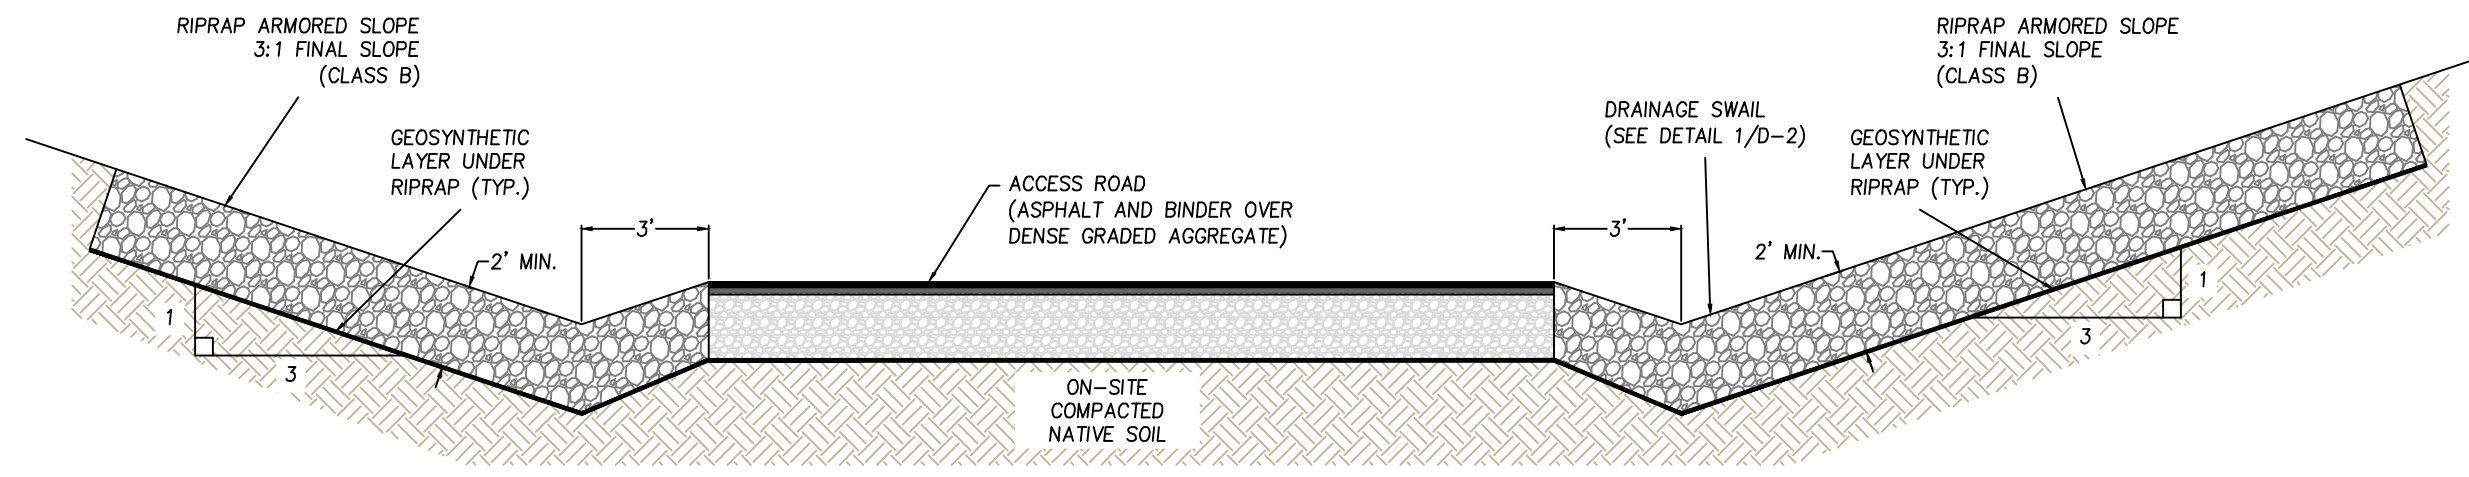 RIPRAP ARMORED SLOPE
3:1 FINAL SLOPE
(CLASS B)
GEOSYNTHETIC
LAYER UNDER
RIPRAP (TYP.)
2' MIN.
3'
1
3
ACCESS ROAD
(ASPHALT AND BINDER OVER
DENSE GRADED AGGREGATE)
ON-SITE
COMPACTED
NATIVE SOIL
3'
DRAINAGE SWAIL
(SEE DETAIL 1/D-2)
2' MIN.
RIPRAP ARMORED SLOPE
3:1 FINAL SLOPE
(CLASS B)
GEOSYNTHETIC
LAYER UNDER
RIPRAP (TYP.)
1
3